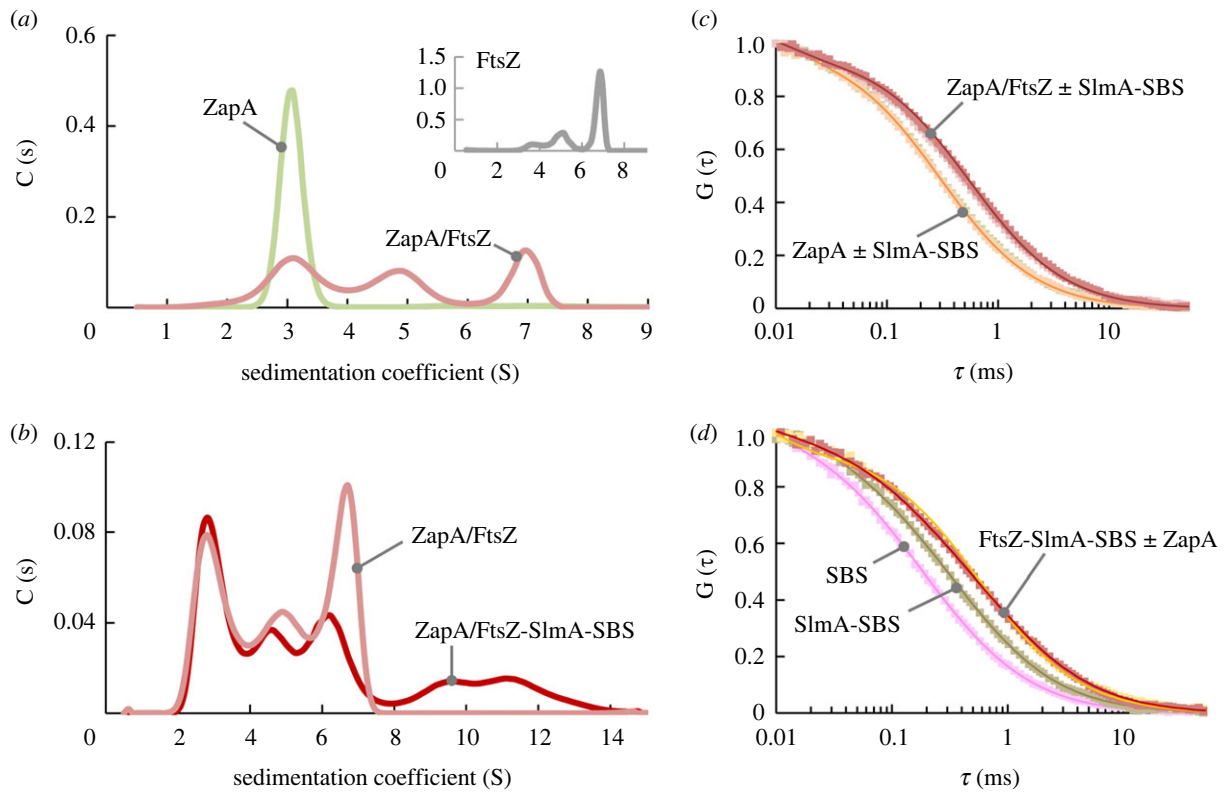 (a)
0.6
0.4
0.2
C (s)
ZapA
ZapA/FtsZ
0 1 2 3 4 5 6 7 8 9
sedimentation coefficient (S)
1.5
1.0
0.5
FtsZ
0 2 4 6 8
(c)
1.0
0.8
0.6
0.4
0.2
0
G (τ)
ZapA/FtsZ ± SlmA-SBS
ZapA ± SlmA-SBS
0.01 0.1 1 10
τ (ms)
(b)
0.12
0.08
0.04
C (s)
ZapA/FtsZ
ZapA/FtsZ-SlmA-SBS
0 2 4 6 8 10 12 14
sedimentation coefficient (S)
(d)
1.0
0.8
0.6
0.4
0.2
0
G (τ)
FtsZ-SlmA-SBS ± ZapA
SBS
SlmA-SBS
0.01 0.1 1 10
τ (ms)